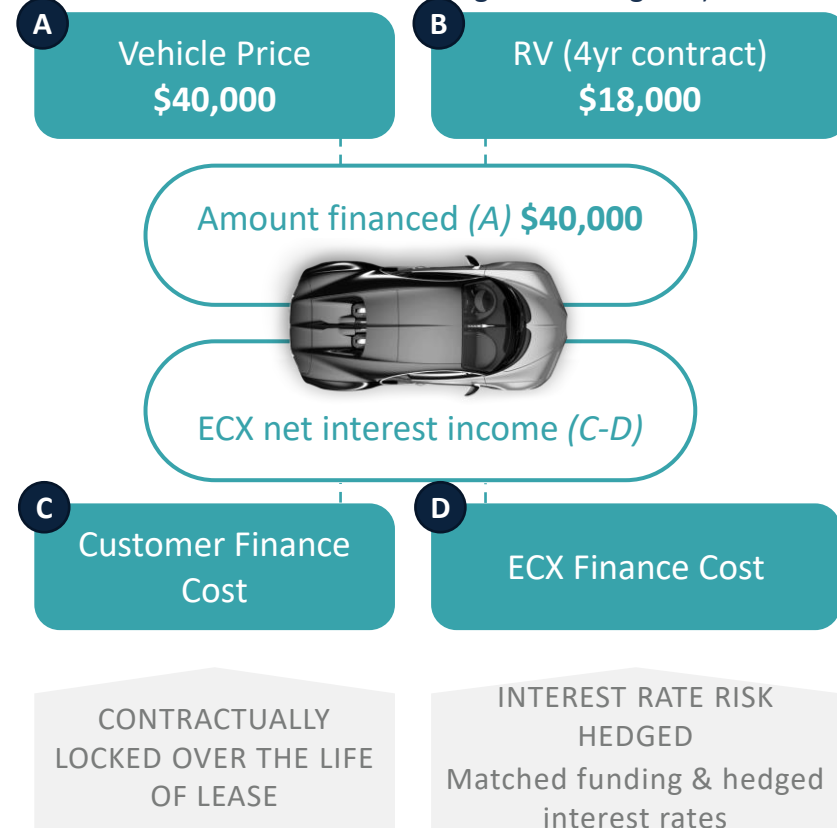 A
Vehicle Price
$40,000
B
RV (4yr contract)
$18,000
Amount financed (A) $40,000
ECX net interest income (C-D)
C
Customer Finance
Cost
D
ECX Finance Cost
CONTRACTUALLY
LOCKED OVER THE LIFE
OF LEASE
INTEREST RATE RISK
HEDGED
Matched funding & hedged
interest rates